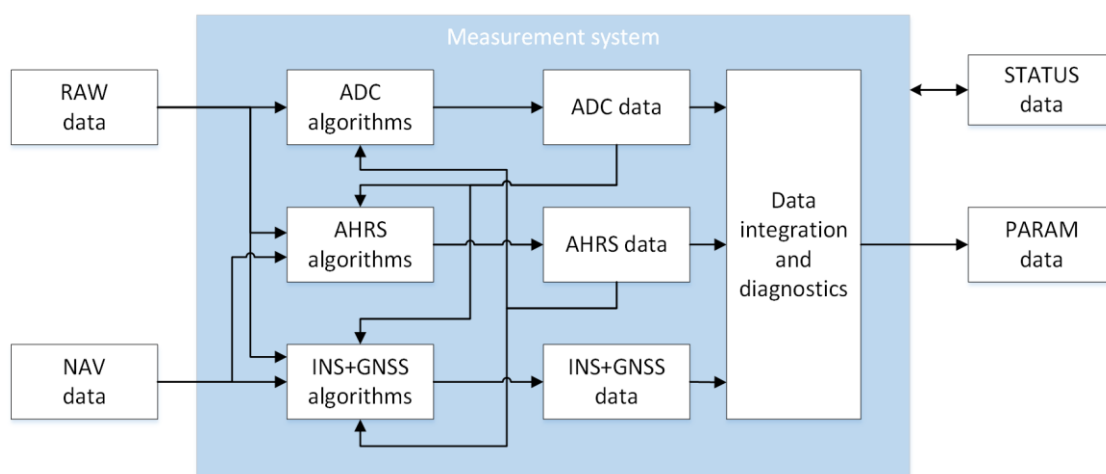 Measurement system
RAW
data
ADC
algorithms
ADC data
STATUS
data
AHRS
algorithms
AHRS data
Data
integration
and
diagnostics
PARAM
data
NAV
data
INS+GNSS
algorithms
INS+GNSS
data